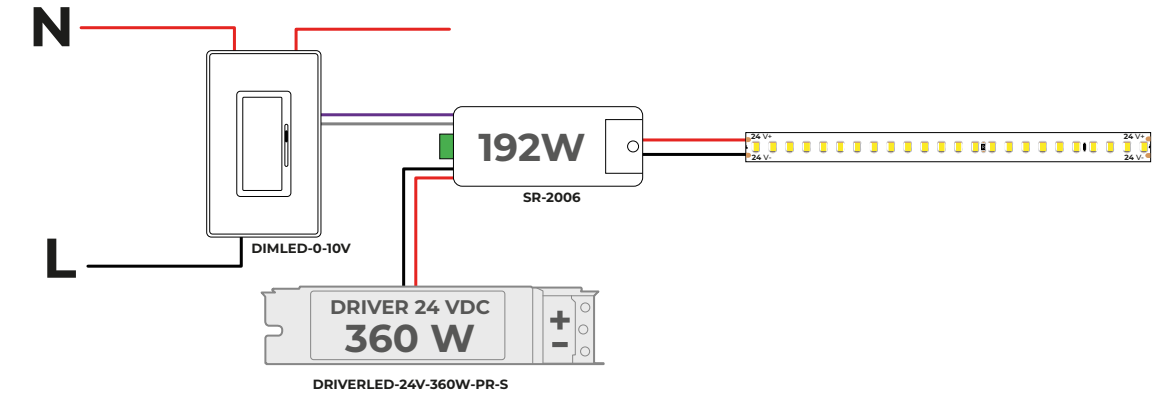 N
L
DIMLED-0-10V
192W
SR-2006
24 V+
24 V-
24 V+
24 V-
DRIVER 24 VDC
360 W
+
-
DRIVERLED-24V-360W-PR-S